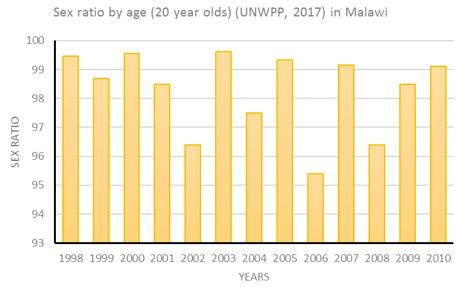 Sex ratio by age (20 year olds) (UNWPP, 2017) in Malawi
100
99
98
97
96
95
94
93
SEX RATIO
1998 1999 2000 2001 2002 2003 2004 2005 2006 2007 2008 2009 2010
YEARS